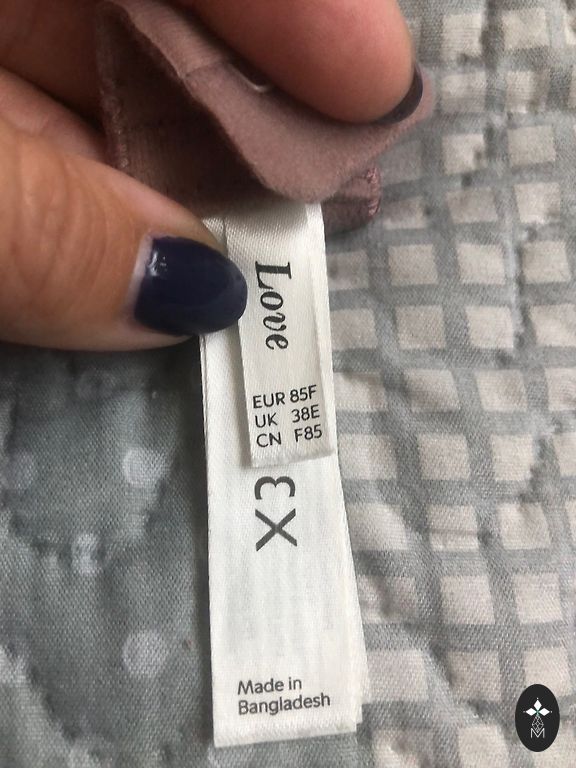 Love
EUR 85F
UK 38E
CN F85
Made in
Bangladesh